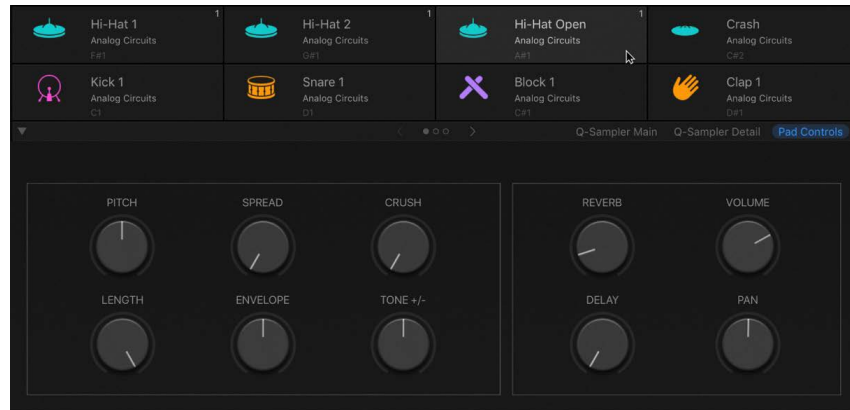 Hi-Hat 1
1
Analog Circuits
F#1
Hi-Hat 2
1
Analog Circuits
G#1
Hi-Hat Open
1
Analog Circuits
A#1
Crash
Analog Circuits
C#2
Kick 1
Analog Circuits
C1
Snare 1
Analog Circuits
D1
Block 1
Analog Circuits
C#1
Clap 1
Analog Circuits
D#1
Q-Sampler Main
Q-Sampler Detail
Pad Controls
PITCH
SPREAD
CRUSH
REVERB
VOLUME
LENGTH
ENVELOPE
TONE +/-
DELAY
PAN